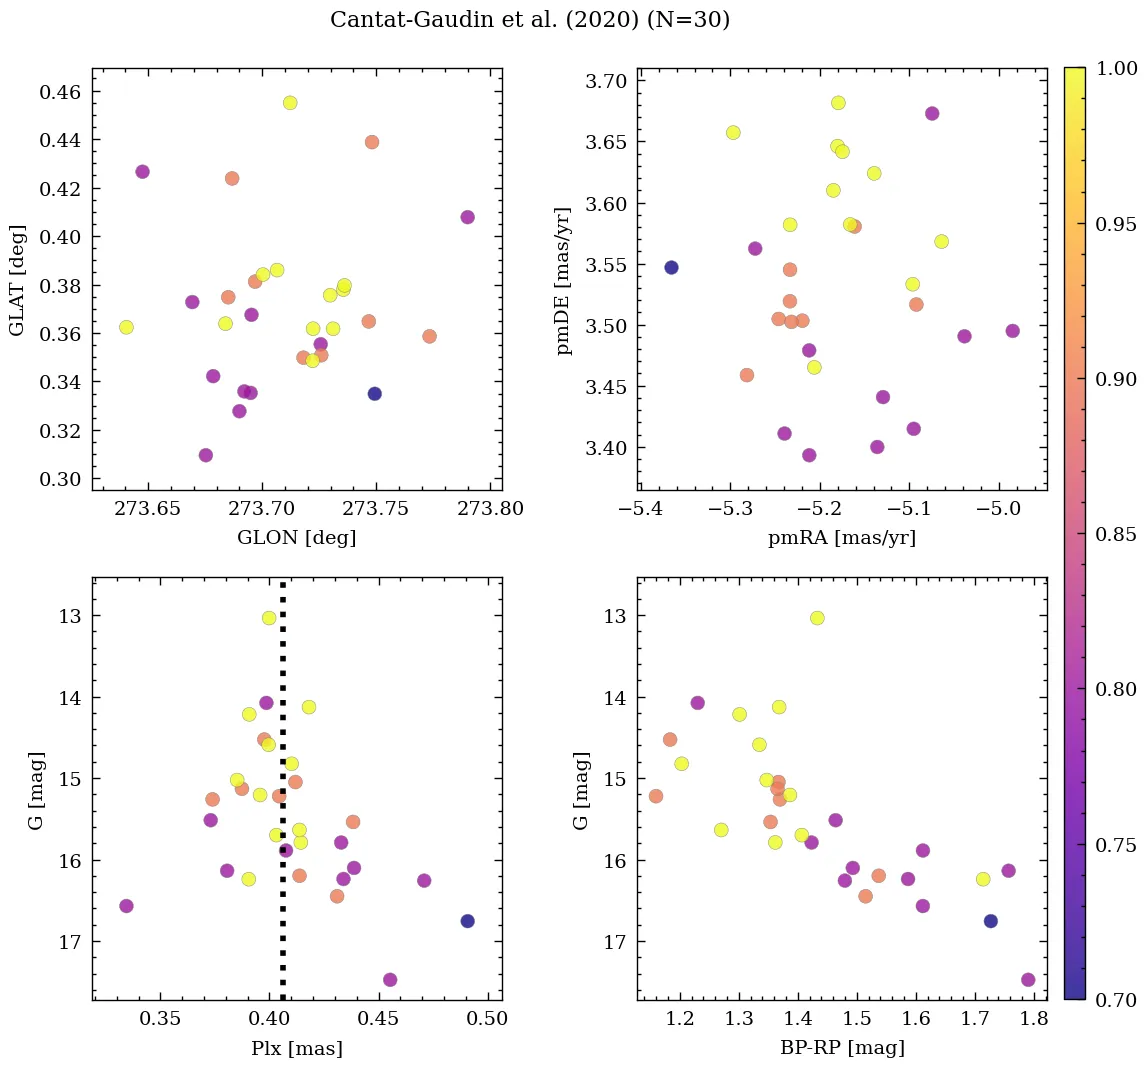 Cantat-Gaudin et al. (2020) (N=30)
0.46
0.44
0.42
0.40
0.38
0.36
0.34
0.32
0.30
GLAT [deg]
273.65 273.70 273.75 273.80
GLON [deg]
3.70
3.65
3.60
3.55
3.50
3.45
3.40
pmDE [mas/yr]
−5.4 −5.3 −5.2 −5.1 −5.0
pmRA [mas/yr]
13
14
15
16
17
G [mag]
0.35 0.40 0.45 0.50
Plx [mas]
13
14
15
16
17
G [mag]
1.2 1.3 1.4 1.5 1.6 1.7 1.8
BP-RP [mag]
1.00
0.95
0.90
0.85
0.80
0.75
0.70